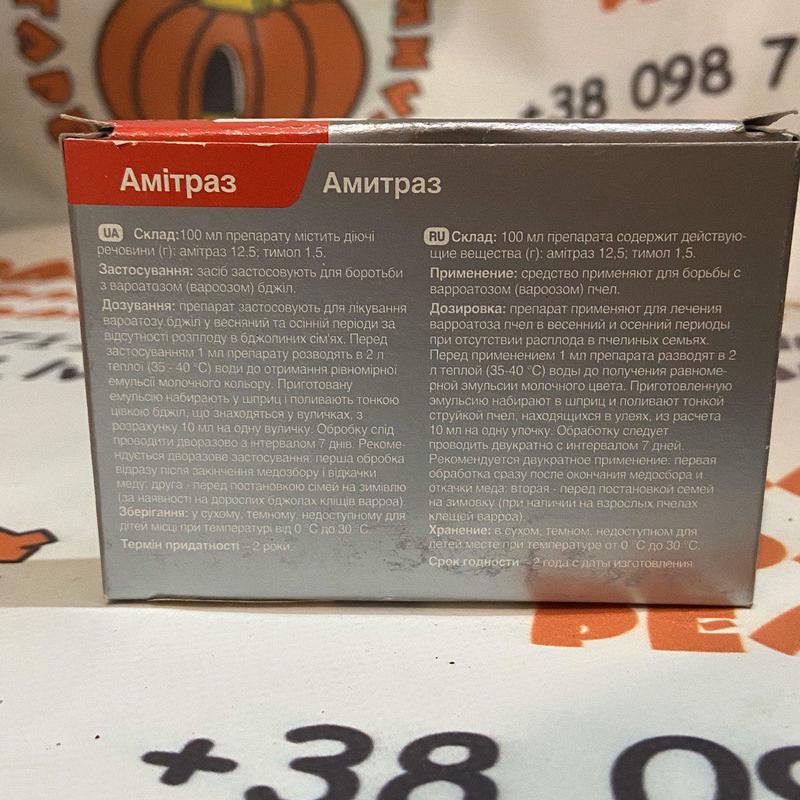 +38 098 7
Амітраз
Амитраз
UA Склад:100 мл препарату містить діючі
речовини (г): амітраз 12,5; тимол 1,5.
Застосування: засіб застосовують для боротьби
з варроатозом (вароозом) бджіл.
Дозування: препарат застосовують для лікування
вароатозу бджіл у весняний та осінній періоди за
відсутності розплоду в бджолиних сім'ях. Перед
застосуванням 1 мл препарату розводять в 2 л
теплої (35 - 40 °С) води до отримання рівномірної
емульсії молочного кольору. Приготовану
емульсію набирають у шприц і поливають тонкою
цівкою бджіл, що знаходяться у вуличках, з
розрахунку 10 мл на одну вуличку. Обробку слід
проводити дворазово з інтервалом 7 днів. Рекоме-
ндується дворазове застосування: перша обробка
відразу після закінчення медозбору і відкачки
меду; друга - перед постановкою сімей на зимівлю
(за наявності на дорослих бджолах кліщів варроа).
Зберігання: у сухому, темному, недоступному для
дітей місці при температурі від 0 °С до 30 °С.
Термін придатності – 2 роки.
RU Склад: 100 мл препарата содержит действую-
щие вещества (г): амітраз 12,5; тимол 1,5.
Применение: средство применяют для борьбы с
варроатозом (вароозом) пчел.
Дозировка: препарат применяют для лечения
варроатоза пчел в весенний и осенний периоды
при отсутствии расплода в пчелиных семьях.
Перед применением 1 мл препарата разводят в 2
л теплой (35-40 °С) воды до получения равноме-
рной эмульсии молочного цвета. Приготовленную
эмульсию набирают в шприц и поливают тонкой
струйкой пчел, находящихся в улеях, из расчета
10 мл на одну улочку. Обработку следует
проводить двукратно с интервалом 7 дней.
Рекомендуется двукратное применение: первая
обработка сразу после окончания медосбора и
откачки меда; вторая - перед постановкой семей
на зимовку (при наличии на взрослых пчелах
клещей варроа).
Хранение: в сухом, темном, недоступном для
детей месте при температуре от 0 °С до 30 °С.
Срок годности – 2 года с даты изготовления.
+38 09